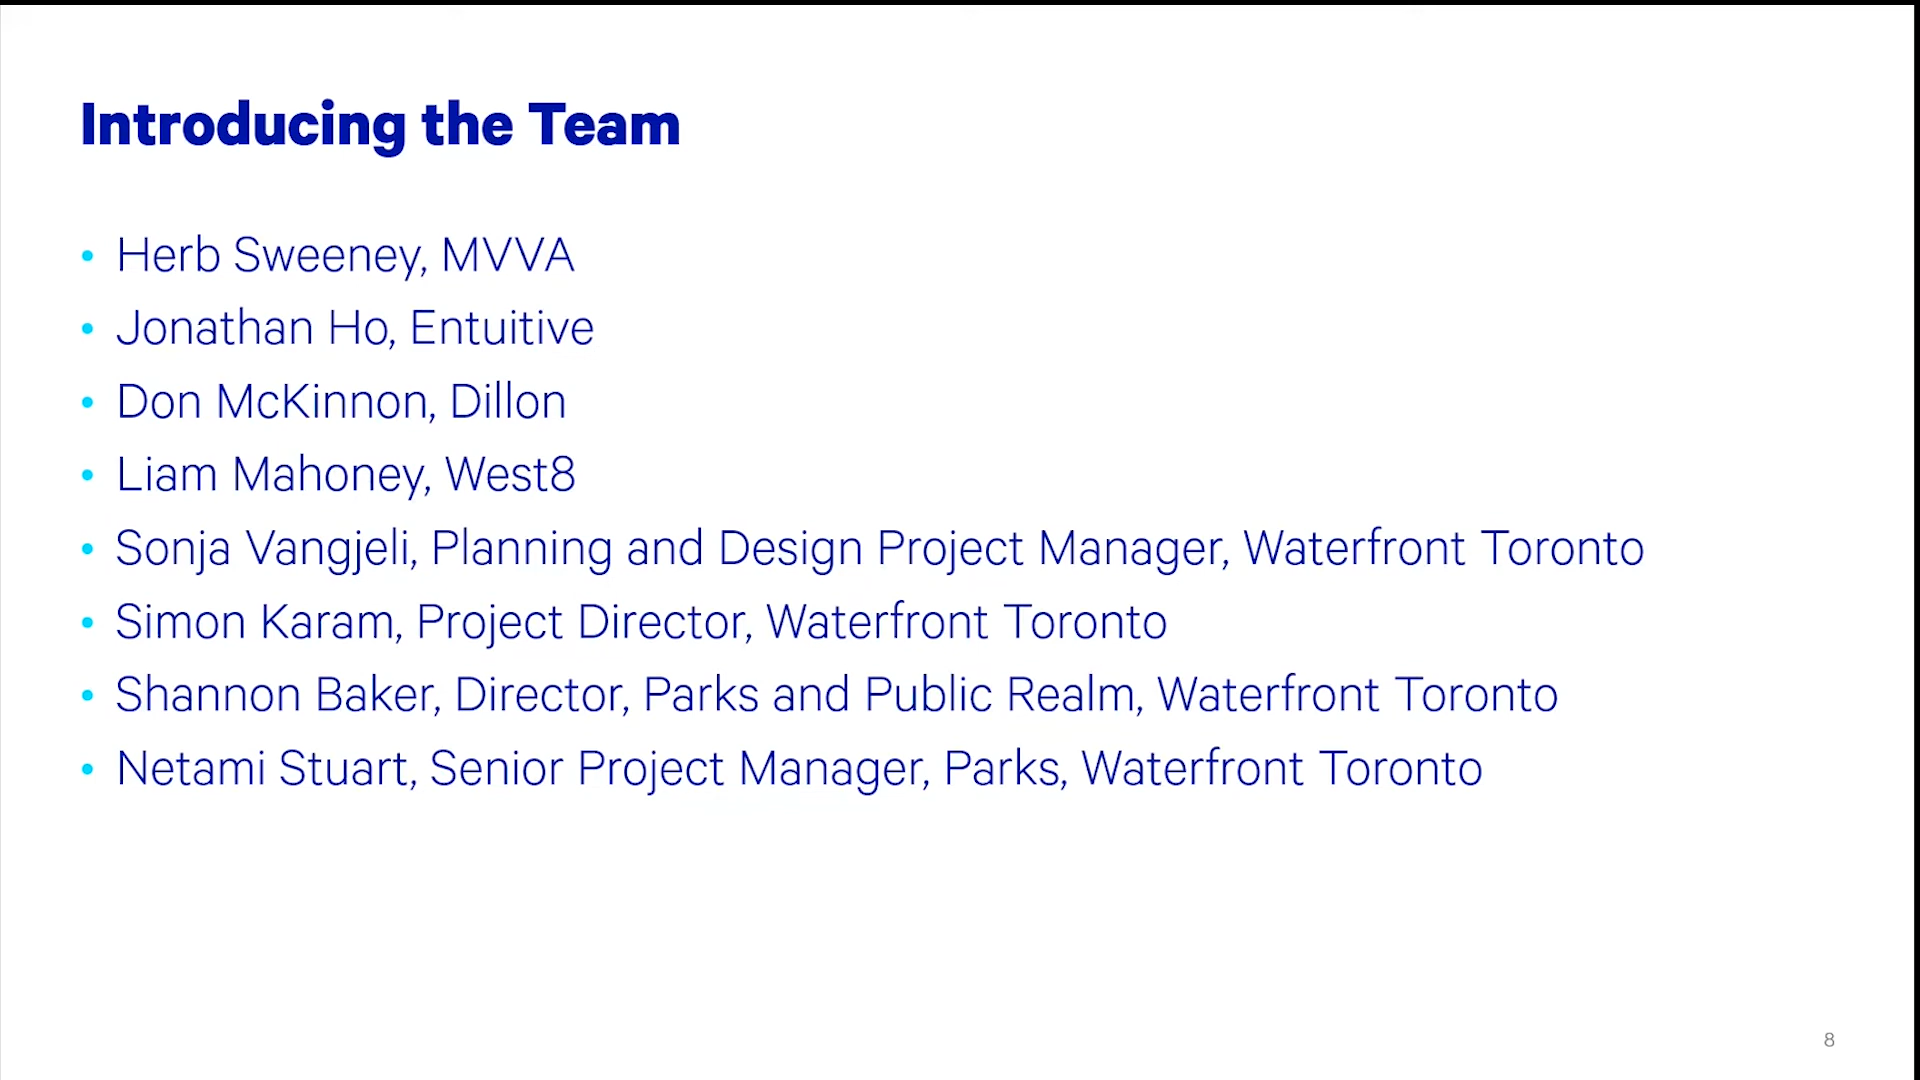 Introducing the Team
• Herb Sweeney, MVVA
• Jonathan Ho, Entuitive
• Don McKinnon, Dillon
• Liam Mahoney, West8
• Sonja Vangjeli, Planning and Design Project Manager, Waterfront Toronto
• Simon Karam, Project Director, Waterfront Toronto
• Shannon Baker, Director, Parks and Public Realm, Waterfront Toronto
• Netami Stuart, Senior Project Manager, Parks, Waterfront Toronto
8